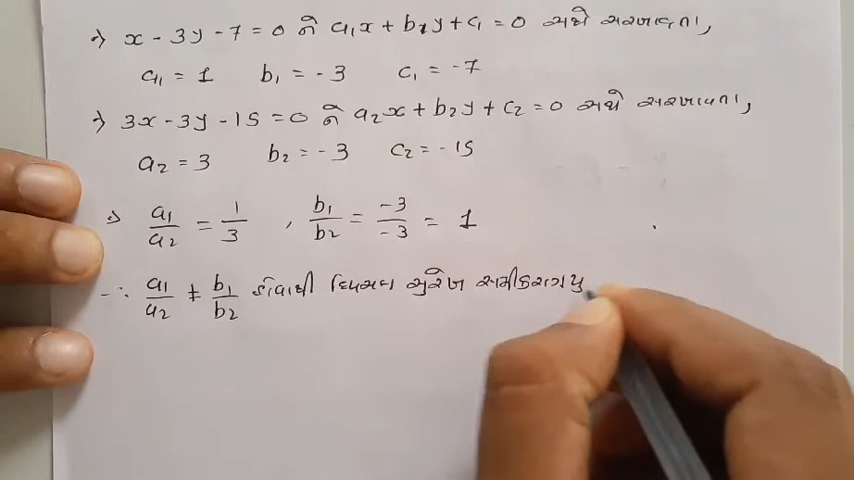 ⇒ x - 3y - 7 = 0 ને a₁x + b₁y + c₁ = 0 સાથે સરખાવતા,
a₁ = 1 b₁ = -3 c₁ = -7
⇒ 3x - 3y - 15 = 0 ને a₂x + b₂y + c₂ = 0 સાથે સરખાવતા,
a₂ = 3 b₂ = -3 c₂ = -15
⇒ a₁/a₂ = 1/3 , b₁/b₂ = -3/-3 = 1
∴ a₁/a₂ ≠ b₁/b₂ હોવાથી દ્વિચલ સુરેખ સમીકરણયુ